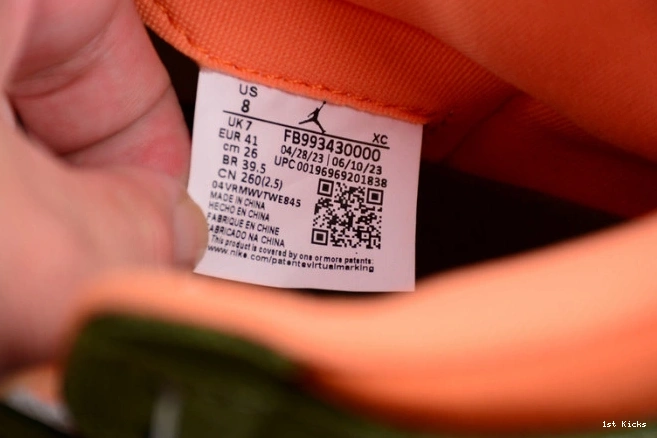 US
8
UK 7
EUR 41
cm 26
BR 39.5
CN 260(2.5)
XC
FB993430000
04/28/23 | 06/10/23
UPC 00196969201838
04VRMWVTWE845
MADE IN CHINA
HECHO EN CHINA
FABRIQUE EN CHINE
FABRICADO NA CHINA
This product is covered by one or more patents:
www.nike.com/patentsvirtualmarking
1st Kicks